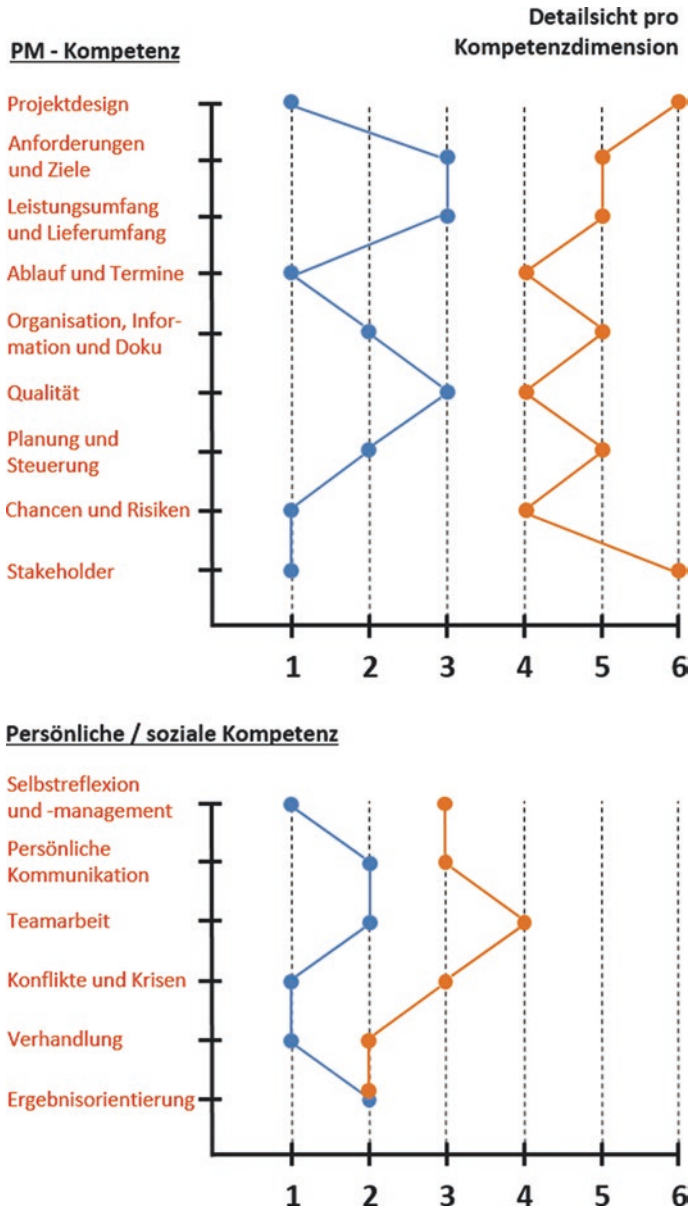 Detailsicht pro
Kompetenzdimension
PM - Kompetenz
Projektdesign
Anforderungen
und Ziele
Leistungsumfang
und Lieferumfang
Ablauf und Termine
Organisation, Infor-
mation und Doku
Qualität
Planung und
Steuerung
Chancen und Risiken
Stakeholder
1 2 3 4 5 6
Persönliche / soziale Kompetenz
Selbstreflexion
und -management
Persönliche
Kommunikation
Teamarbeit
Konflikte und Krisen
Verhandlung
Ergebnisorientierung
1 2 3 4 5 6